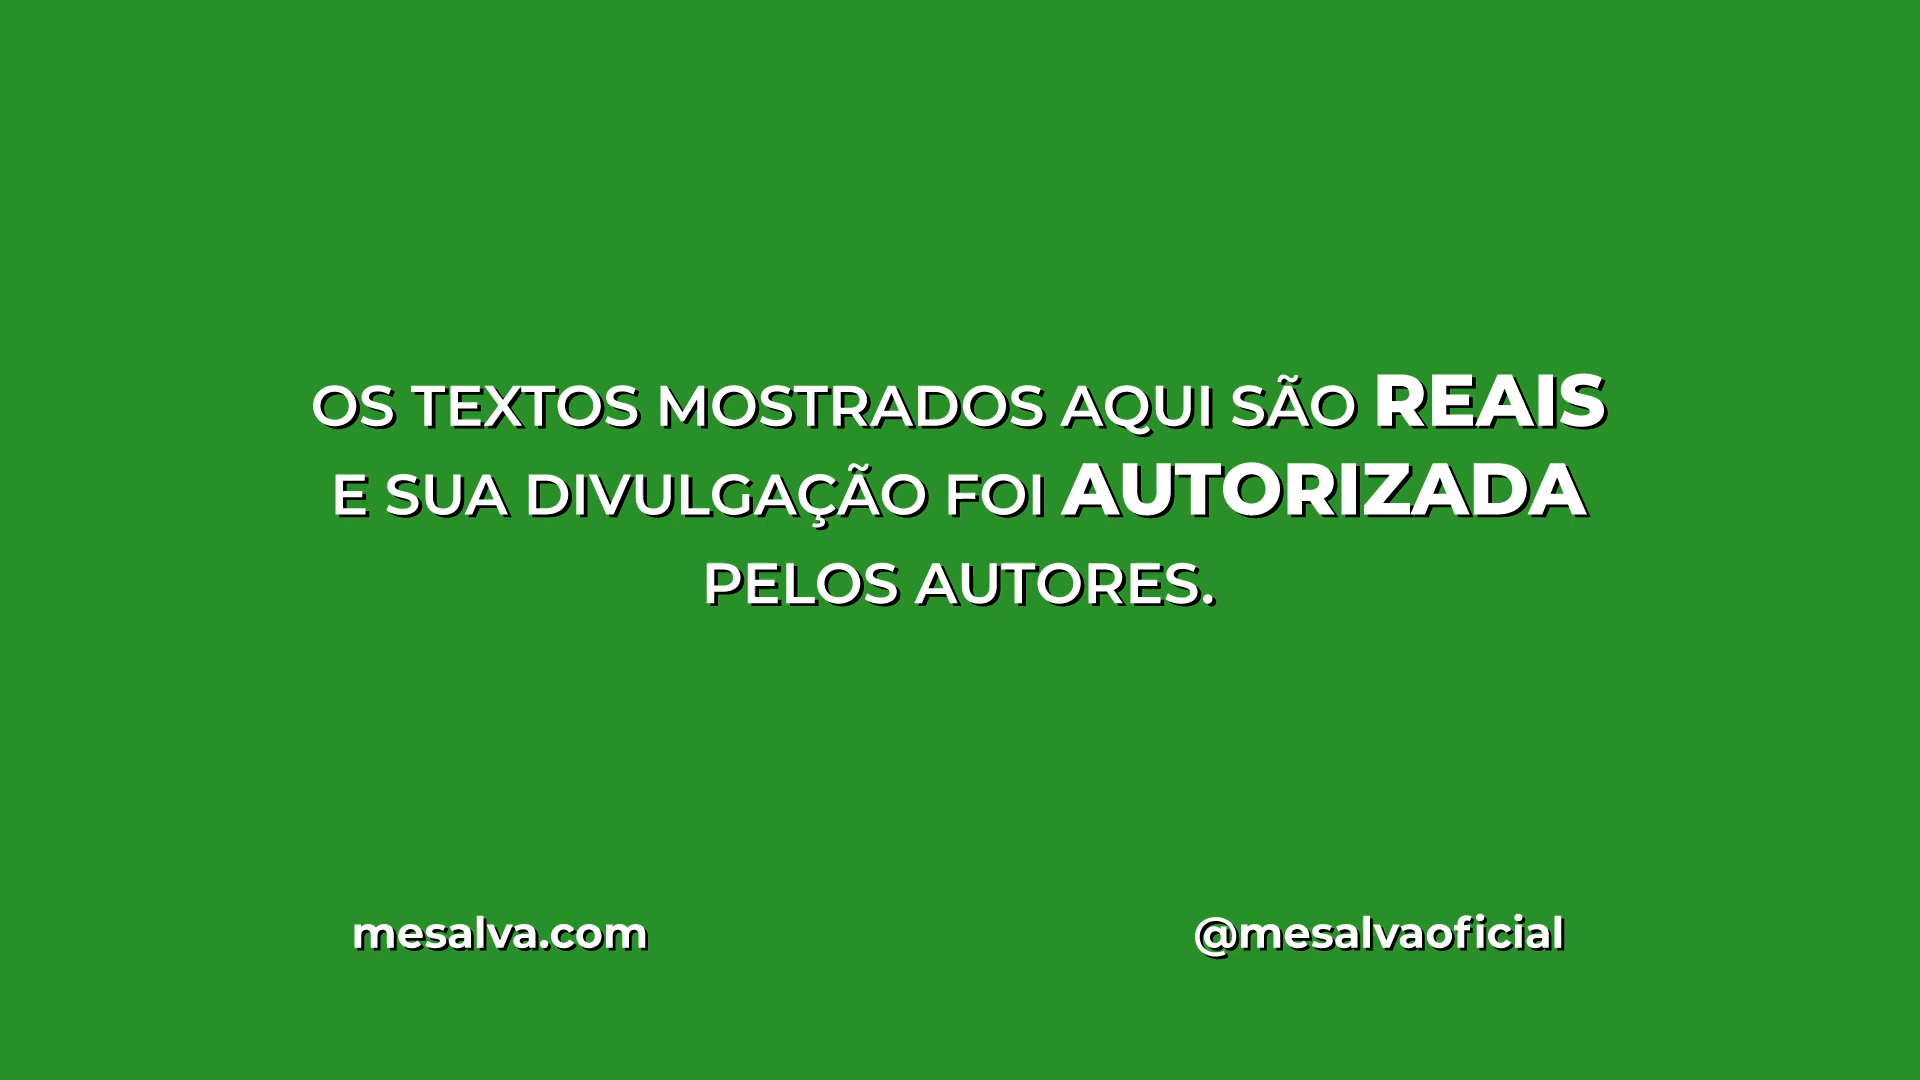 OS TEXTOS MOSTRADOS AQUI SÃO REAIS
E SUA DIVULGAÇÃO FOI AUTORIZADA
PELOS AUTORES.
mesalva.com
@mesalvaoficial